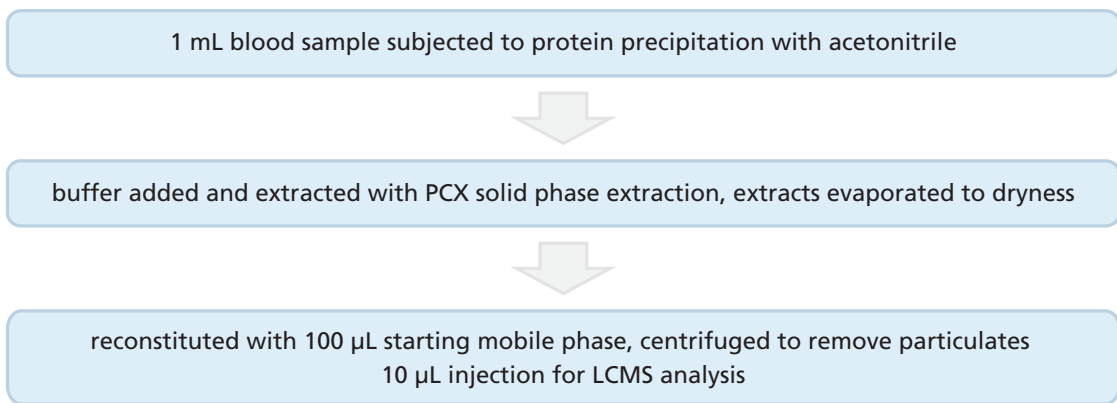 1 mL blood sample subjected to protein precipitation with acetonitrile
buffer added and extracted with PCX solid phase extraction, extracts evaporated to dryness
reconstituted with 100 µL starting mobile phase, centrifuged to remove particulates
10 µL injection for LCMS analysis